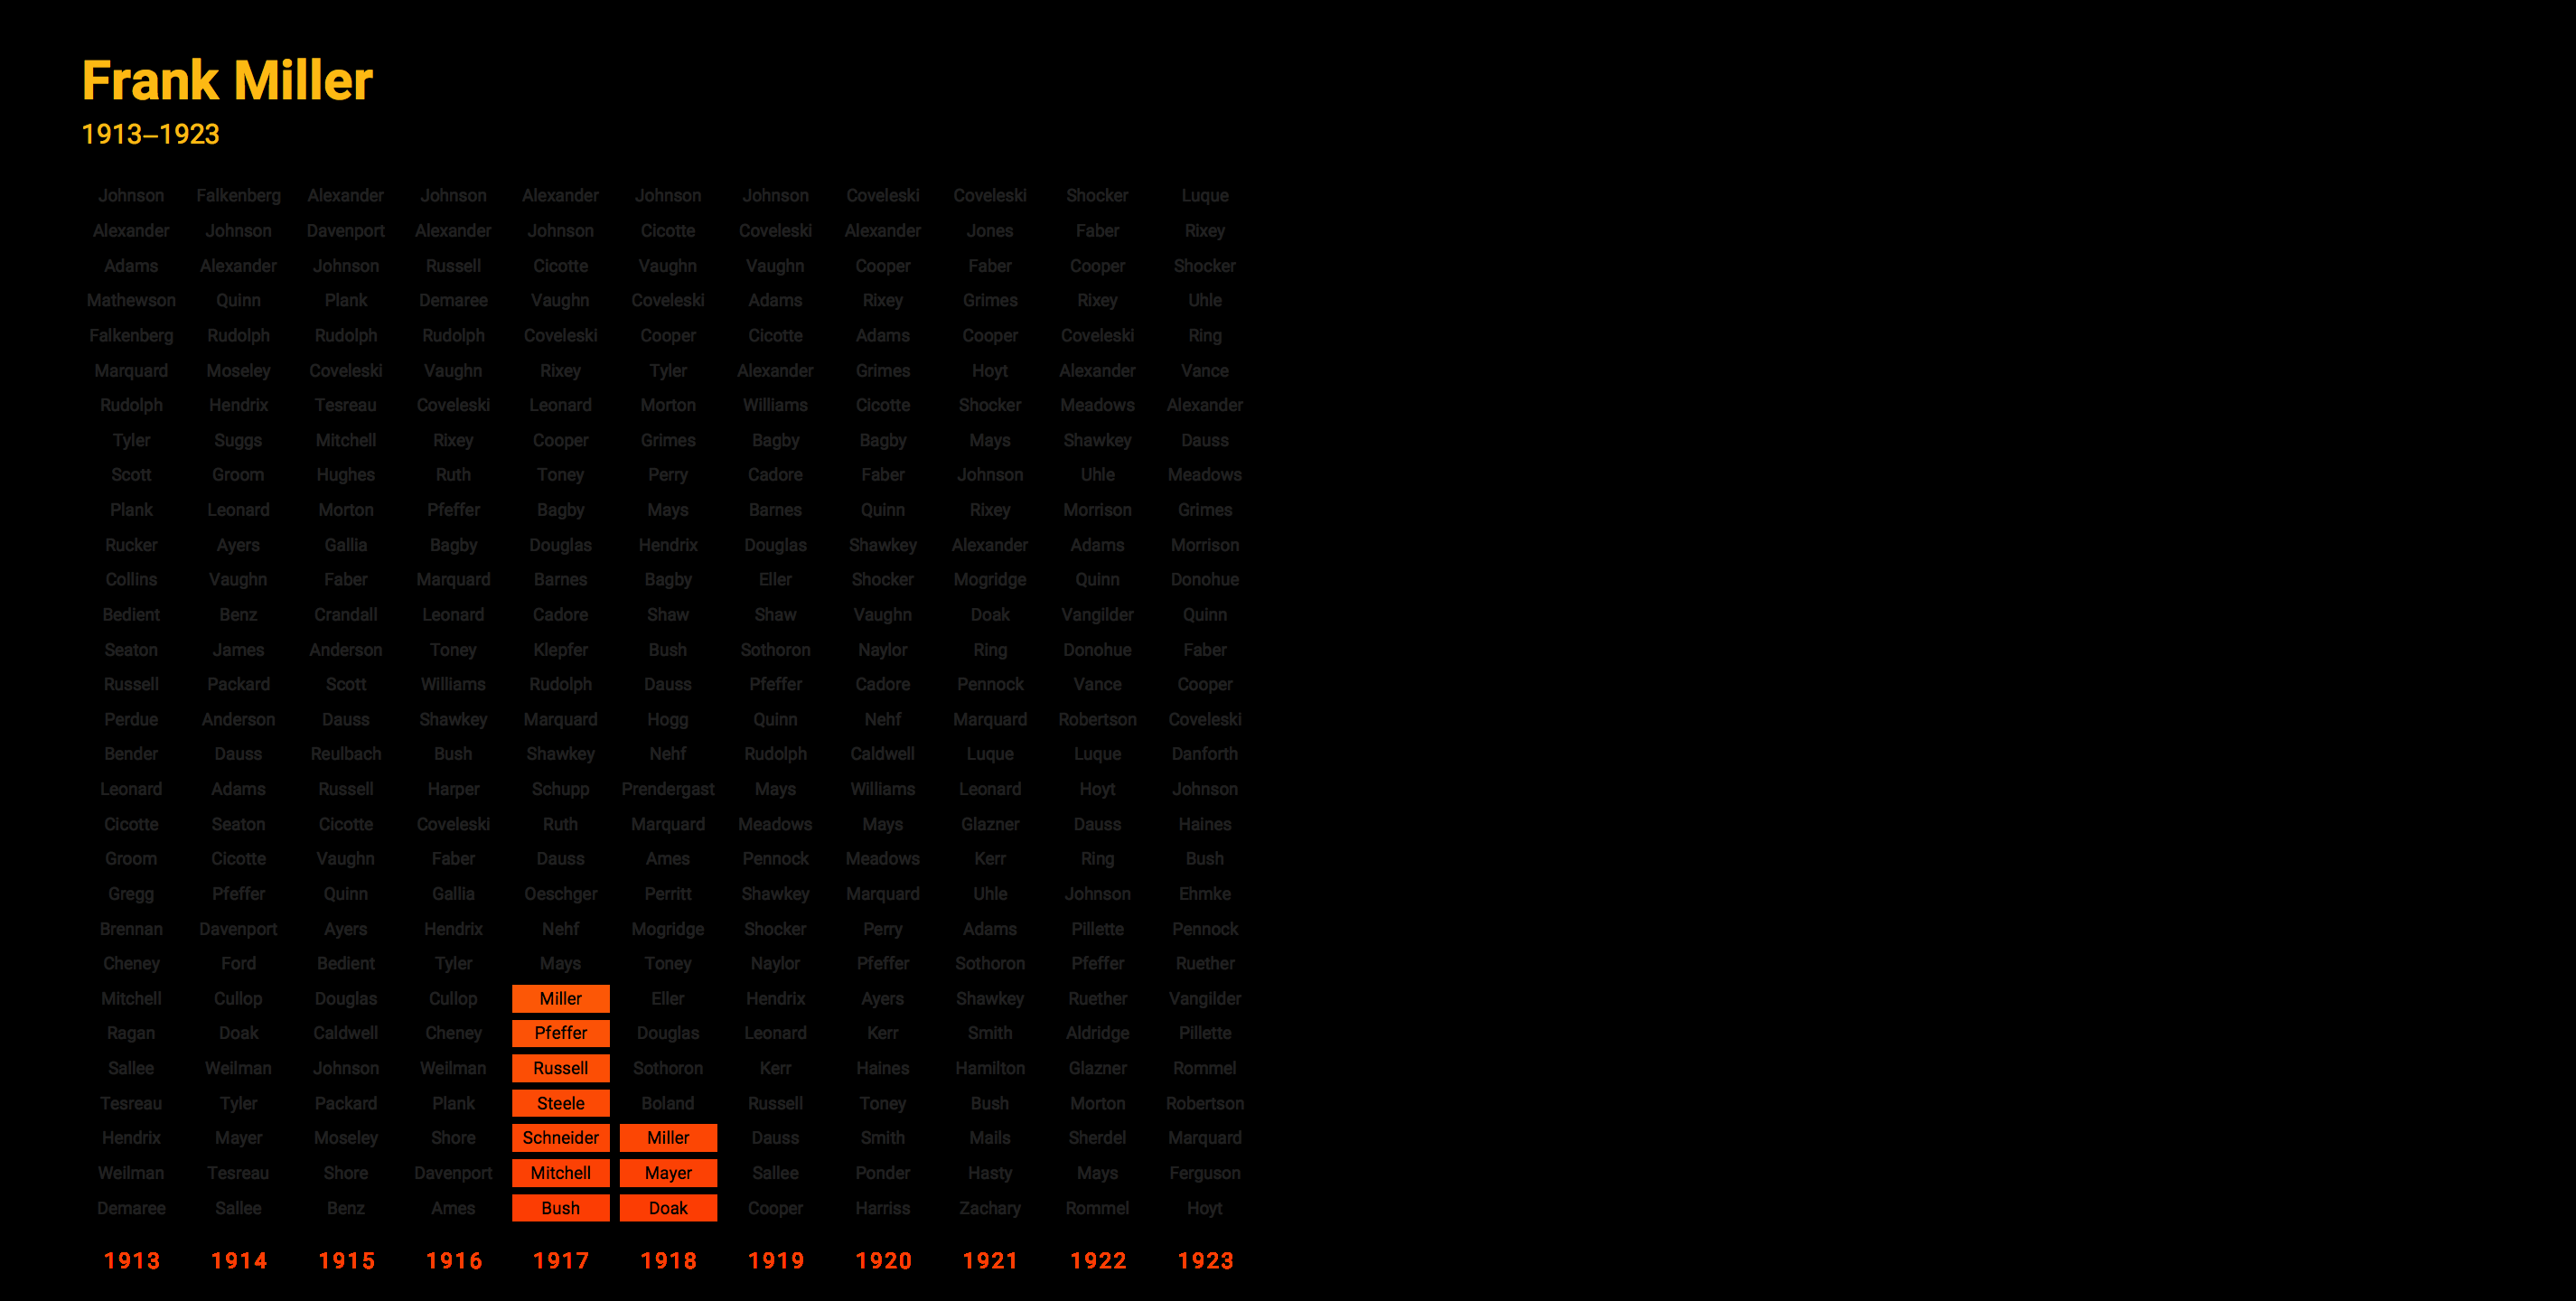 Frank Miller
1913–1923
Johnson Falkenberg Alexander Johnson Alexander Johnson Johnson Coveleski Coveleski Shocker Luque
Alexander Johnson Davenport Alexander Johnson Cicotte Coveleski Alexander Jones Faber Rixey
Adams Alexander Johnson Russell Cicotte Vaughn Vaughn Cooper Faber Cooper Shocker
Mathewson Quinn Plank Demaree Vaughn Coveleski Adams Rixey Grimes Rixey Uhle
Falkenberg Rudolph Rudolph Rudolph Coveleski Cooper Cicotte Adams Cooper Coveleski Ring
Marquard Moseley Coveleski Vaughn Rixey Tyler Alexander Grimes Hoyt Alexander Vance
Rudolph Hendrix Tesreau Coveleski Leonard Morton Williams Cicotte Shocker Meadows Alexander
Tyler Suggs Mitchell Rixey Cooper Grimes Bagby Bagby Mays Shawkey Dauss
Scott Groom Hughes Ruth Toney Perry Cadore Faber Johnson Uhle Meadows
Plank Leonard Morton Pfeffer Bagby Mays Barnes Quinn Rixey Morrison Grimes
Rucker Ayers Gallia Bagby Douglas Hendrix Douglas Shawkey Alexander Adams Morrison
Collins Vaughn Faber Marquard Barnes Bagby Eller Shocker Mogridge Quinn Donohue
Bedient Benz Crandall Leonard Cadore Shaw Shaw Vaughn Doak Vangilder Quinn
Seaton James Anderson Toney Klepfer Bush Sothoron Naylor Ring Donohue Faber
Russell Packard Scott Williams Rudolph Dauss Pfeffer Cadore Pennock Vance Cooper
Perdue Anderson Dauss Shawkey Marquard Hogg Quinn Nehf Marquard Robertson Coveleski
Bender Dauss Reulbach Bush Shawkey Nehf Rudolph Caldwell Luque Luque Danforth
Leonard Adams Russell Harper Schupp Prendergast Mays Williams Leonard Hoyt Johnson
Cicotte Seaton Cicotte Coveleski Ruth Marquard Meadows Mays Glazner Dauss Haines
Groom Cicotte Vaughn Faber Dauss Ames Pennock Meadows Kerr Ring Bush
Gregg Pfeffer Quinn Gallia Oeschger Perritt Shawkey Marquard Uhle Johnson Ehmke
Brennan Davenport Ayers Hendrix Nehf Mogridge Shocker Perry Adams Pillette Pennock
Cheney Ford Bedient Tyler Mays Toney Naylor Pfeffer Sothoron Pfeffer Ruether
Mitchell Cullop Douglas Cullop Miller Eller Hendrix Ayers Shawkey Ruether Vangilder
Ragan Doak Caldwell Cheney Pfeffer Douglas Leonard Kerr Smith Aldridge Pillette
Sallee Weilman Johnson Weilman Russell Sothoron Kerr Haines Hamilton Glazner Rommel
Tesreau Tyler Packard Plank Steele Boland Russell Toney Bush Morton Robertson
Hendrix Mayer Moseley Shore Schneider Miller Dauss Smith Mails Sherdel Marquard
Weilman Tesreau Shore Davenport Mitchell Mayer Sallee Ponder Hasty Mays Ferguson
Demaree Sallee Benz Ames Bush Doak Cooper Harriss Zachary Rommel Hoyt
1913 1914 1915 1916 1917 1918 1919 1920 1921 1922 1923